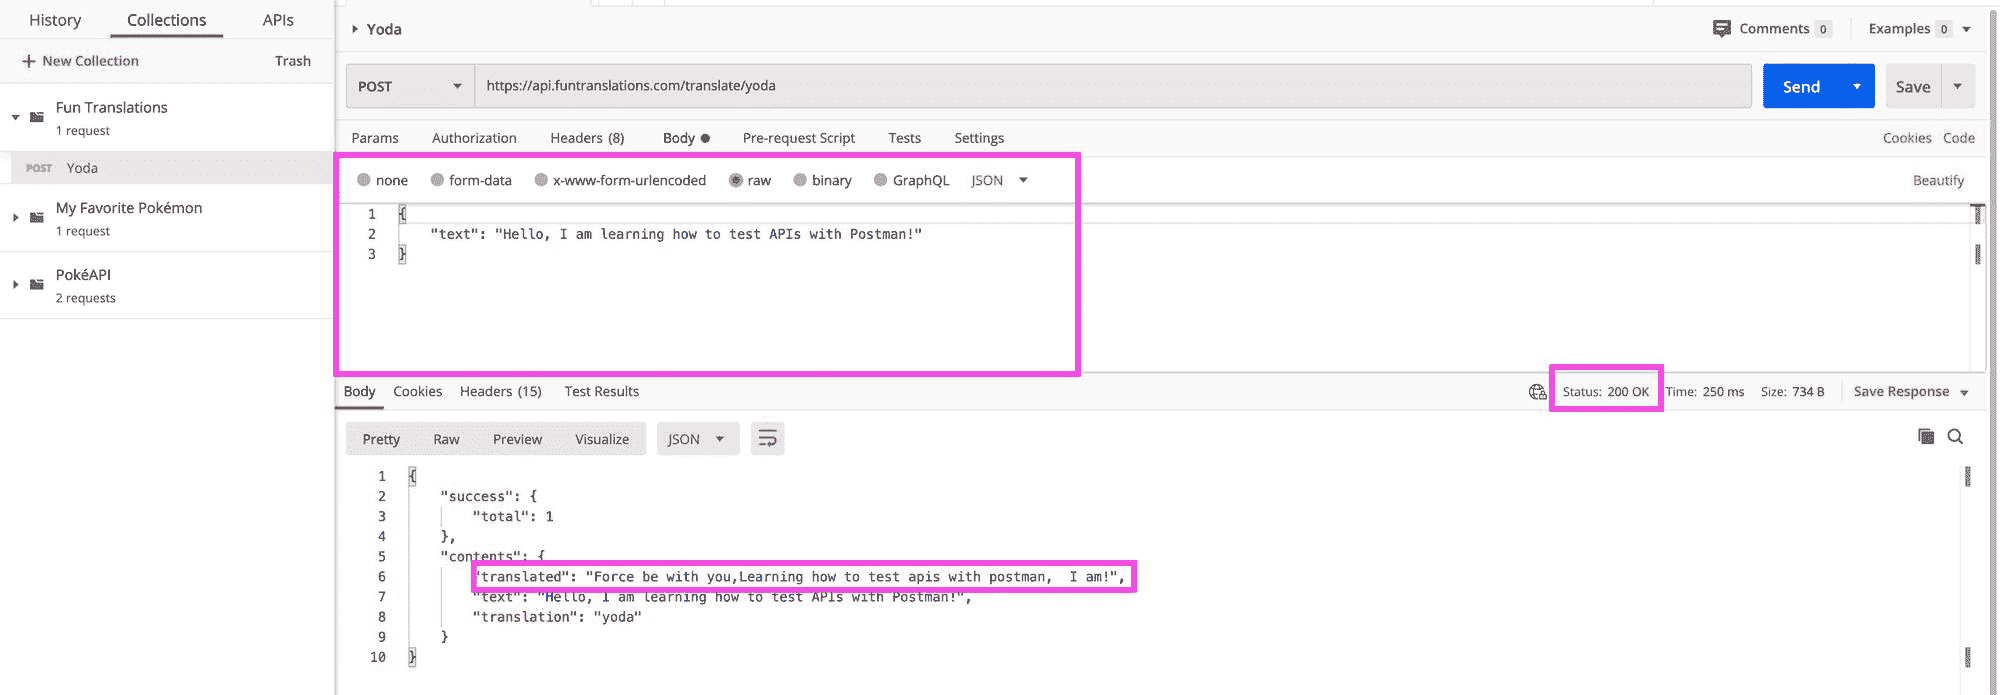 History Collections APIs
+ New Collection Trash
Fun Translations
1 request
POST Yoda
My Favorite Pokémon
1 request
PokéAPI
2 requests
Yoda
Comments 0 Examples 0
POST https://api.funtranslations.com/translate/yoda Send Save
Params Authorization Headers (8) Body Pre-request Script Tests Settings Cookies Code
none form-data x-www-form-urlencoded raw binary GraphQL JSON Beautify
1 {
2 "text": "Hello, I am learning how to test APIs with Postman!"
3 }
Body Cookies Headers (15) Test Results Status: 200 OK Time: 250 ms Size: 734 B Save Response
Pretty Raw Preview Visualize JSON
1 {
2 "success": {
3 "total": 1
4 },
5 "contents": {
6 "translated": "Force be with you,Learning how to test apis with postman,  I am!",
7 "text": "Hello, I am learning how to test APIs with Postman!",
8 "translation": "yoda"
9 }
10 }